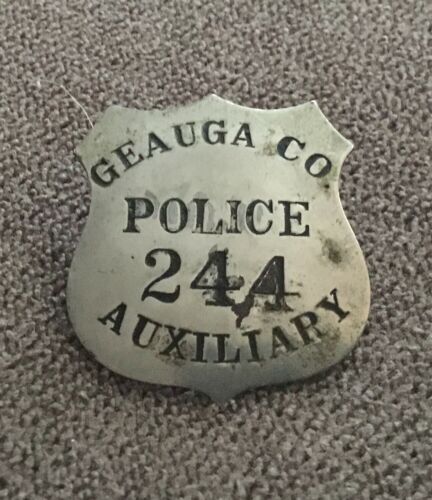 GEAUGA CO
POLICE
244
AUXILIARY